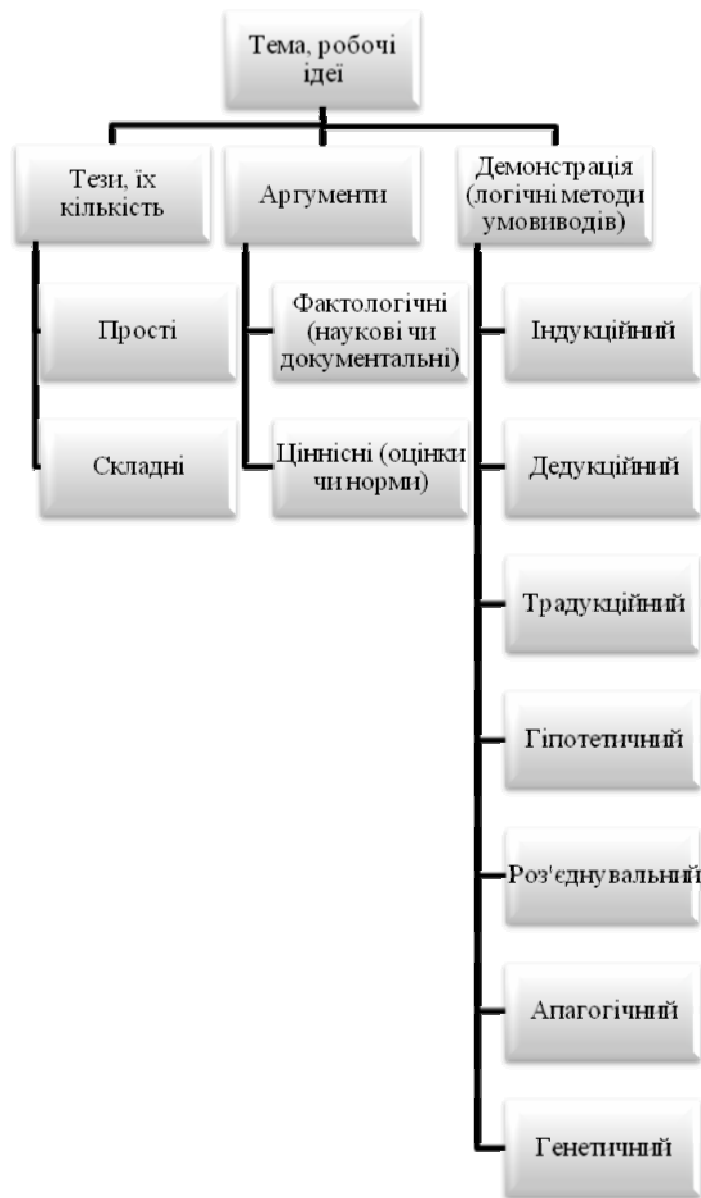 Тема, робочі
ідеї
Тези, їх
кількість
Аргументи
Демонстрація
(логічні методи
умовиводів)
Прості
Складні
Фактологічні
(наукові чи
документальні)
Ціннісні (оцінки
чи норми)
Індукційний
Дедукційний
Традукційний
Гіпотетичний
Роз'єднувальний
Апагогічний
Генетичний